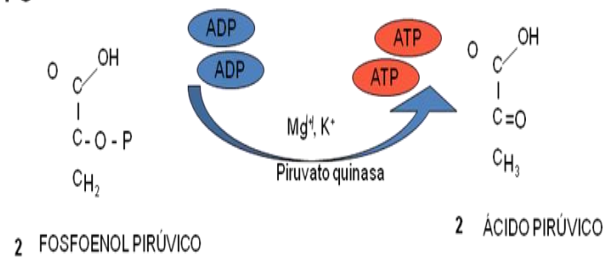 ADP
ADP
ATP
ATP
O
OH
C
C - O - P
CH₂
Mg⁺⁺, K⁺
Piruvato quinasa
O
OH
C
C=O
CH₃
2 FOSFOENOL PIRÚVICO
2 ÁCIDO PIRÚVICO